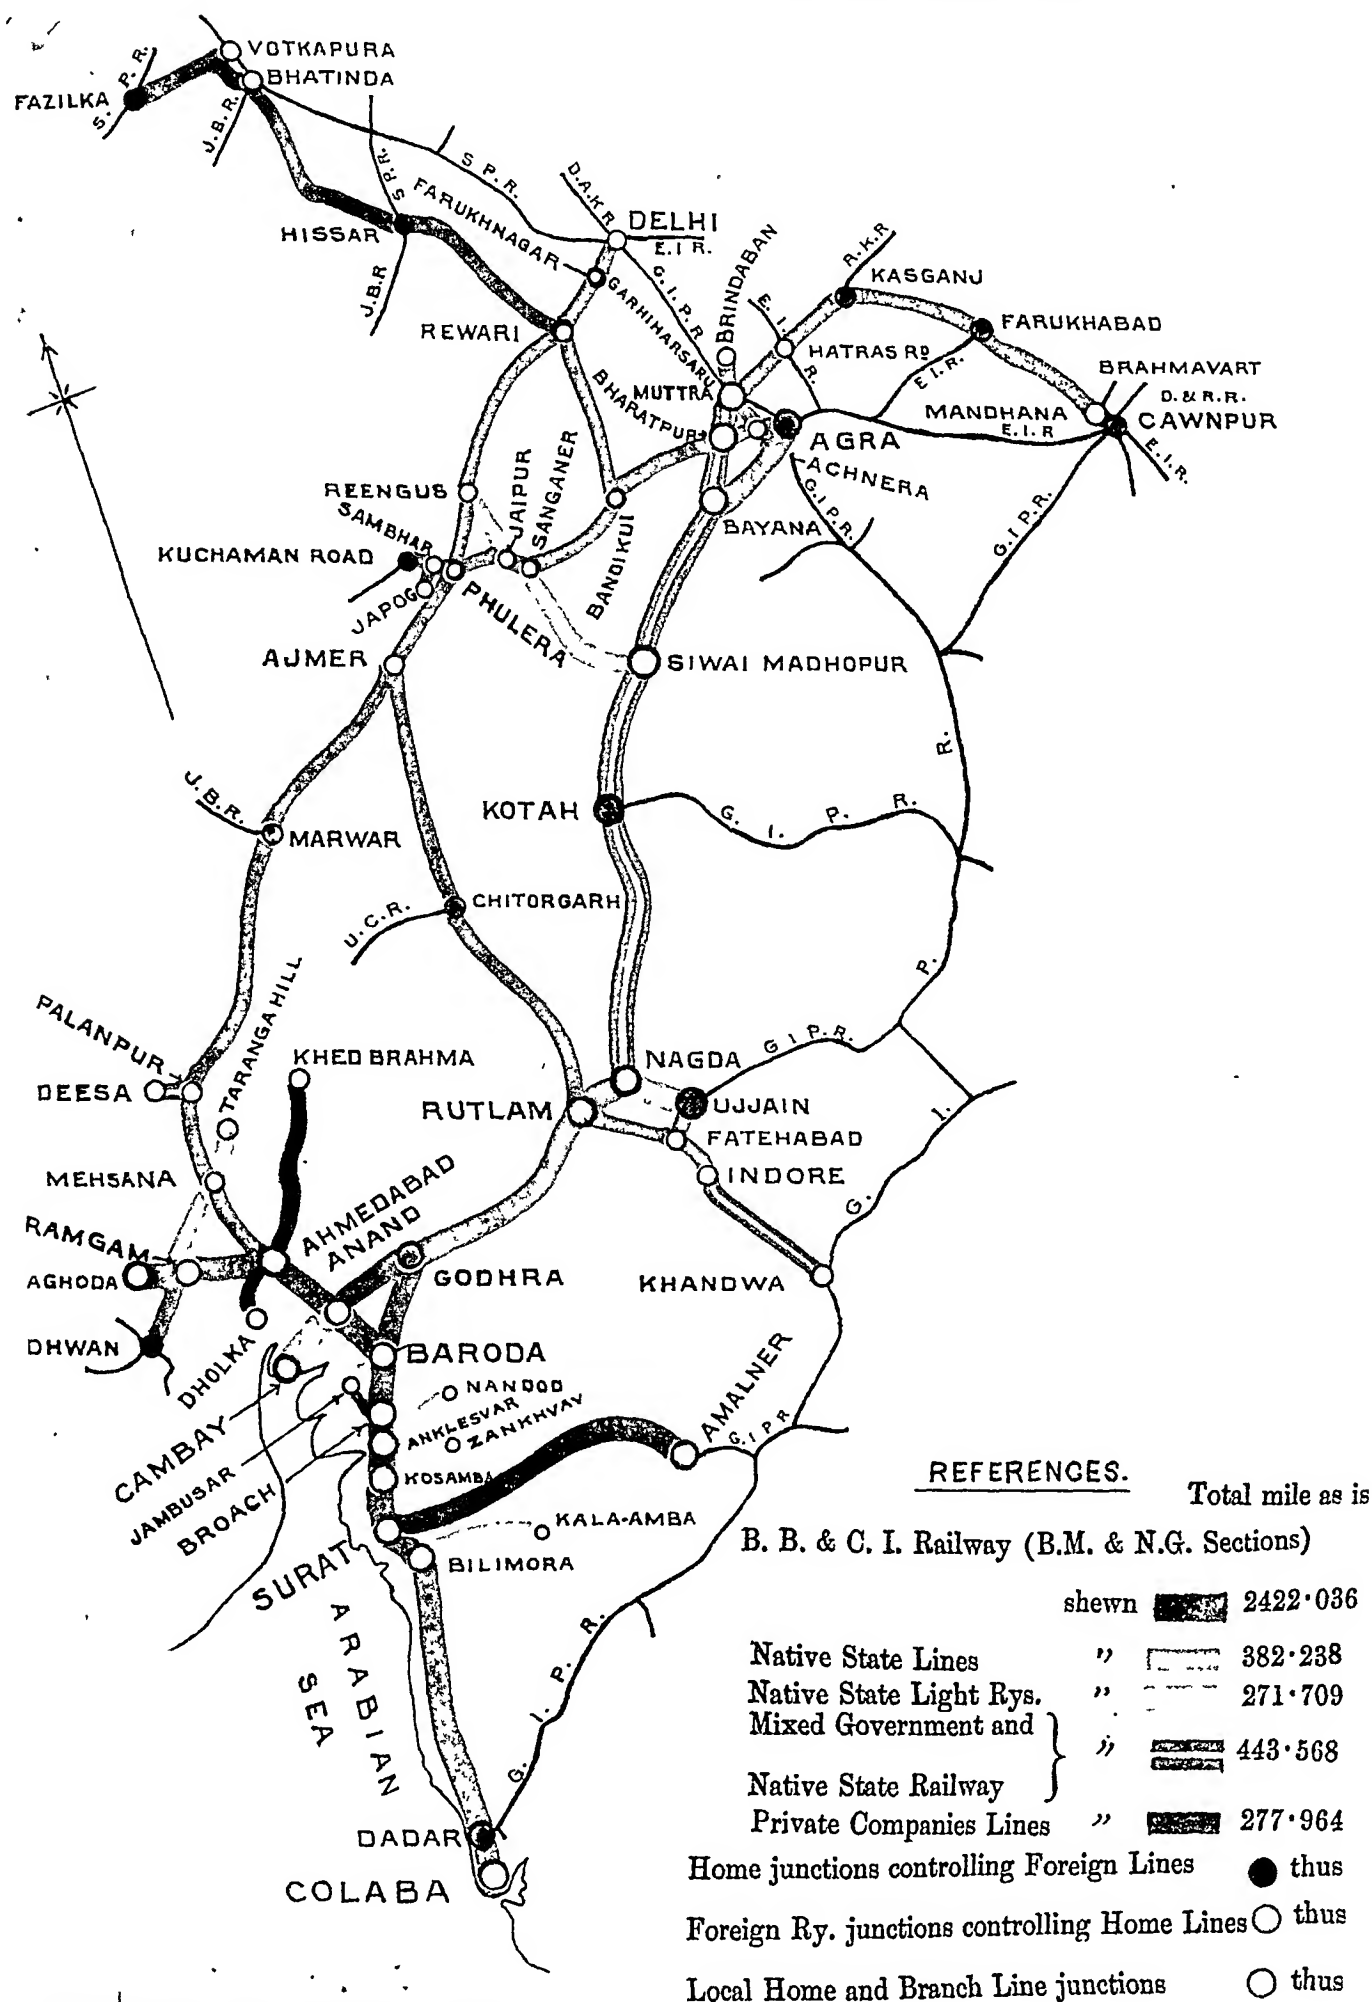 VOTKAPURA
BHATINDA
FAZILKA
S. P. R.
J.B.R.
S.P.R.
S.P.R.
D.A.K.R
DELHI
E.I.R.
HISSAR
FARUKHNAGAR
GARHIHARSARU
G.I.P.R
J.B.R
BRINDABAN
R.K.R
KASGANJ
E.I.R.
REWARI
HATRAS RD
FARUKHABAD
E.I.R.
BRAHMAVART
D. & R.R.
MUTTRA
BHARATPUR
MANDHANA
E.I.R
CAWNPUR
E.I.R.
AGRA
ACHNERA
G.I.P.R.
G.I.P.R.
REENGUS
JAIPUR
SANGANER
BAYANA
SAMBHAR
KUCHAMAN ROAD
JAPOG
PHULERA
BANDIKUI
AJMER
SIWAI MADHOPUR
R.
J.B.R.
MARWAR
KOTAH
G. I. P. R.
CHITORGARH
U.C.R.
P.
PALANPUR
TARANGA HILL
KHED BRAHMA
NAGDA
G I P.R.
DEESA
RUTLAM
UJJAIN
FATEHABAD
I.
MEHSANA
INDORE
G.
RAMGAM
AHMEDABAD
ANAND
AGHODA
GODHRA
KHANDWA
DHWAN
DHOLKA
BARODA
NANDOD
ANKLESVAR
ZANKHVAV
AMALNER
G.I P R
CAMBAY
JAMBUSAR
BROACH
KOSAMBA
KALA-AMBA
SURAT
BILIMORA
ARABIAN
SEA
G. I. P. R.
DADAR
COLABA
REFERENCES.
Total mile as is
B. B. & C. I. Railway (B.M. & N.G. Sections)
shewn 2422·036
Native State Lines ” 382·238
Native State Light Rys. ” 271·709
Mixed Government and
” 443·568
Native State Railway
Private Companies Lines ” 277·964
Home junctions controlling Foreign Lines thus
Foreign Ry. junctions controlling Home Lines thus
Local Home and Branch Line junctions thus